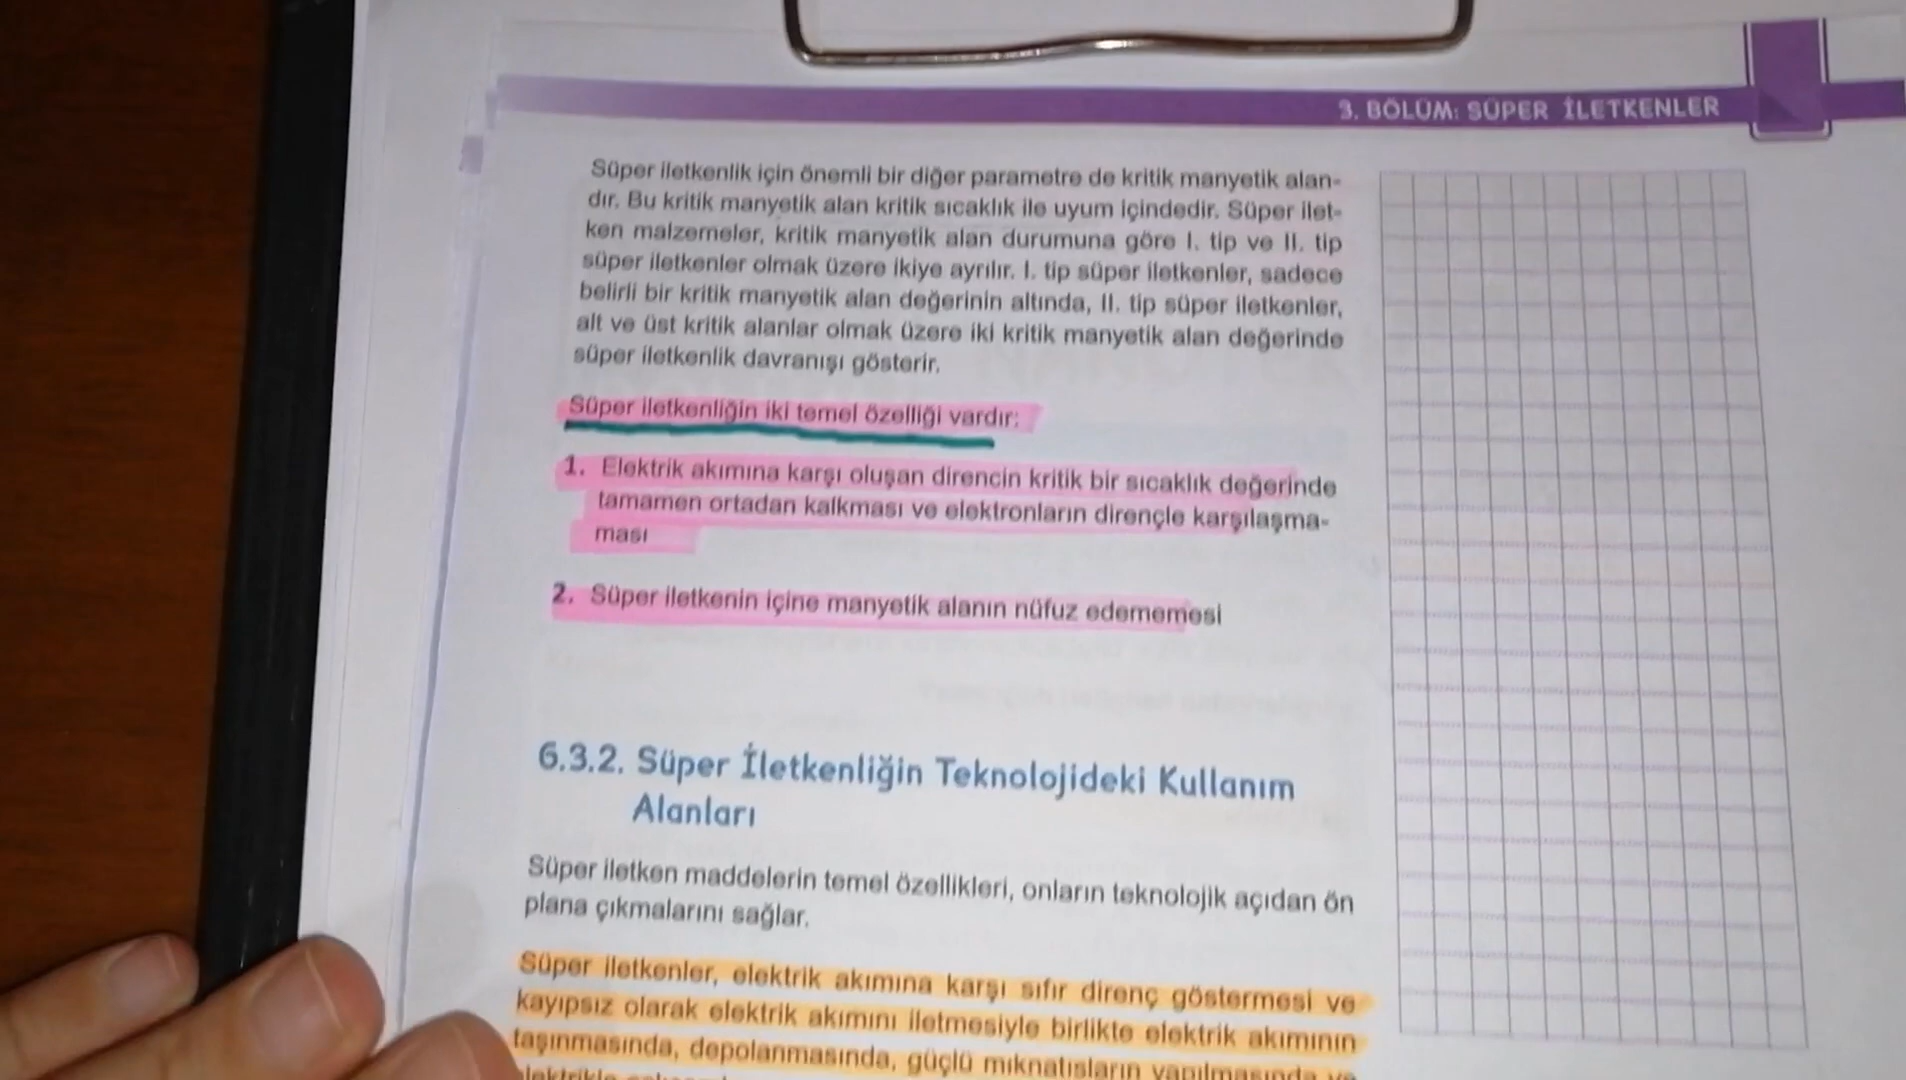 3. BÖLÜM: SÜPER İLETKENLER
Süper iletkenlik için önemli bir diğer parametre de kritik manyetik alan-
dır. Bu kritik manyetik alan kritik sıcaklık ile uyum içindedir. Süper ilet-
ken malzemeler, kritik manyetik alan durumuna göre I. tip ve II. tip
süper iletkenler olmak üzere ikiye ayrılır. I. tip süper iletkenler, sadece
belirli bir kritik manyetik alan değerinin altında, II. tip süper iletkenler,
alt ve üst kritik alanlar olmak üzere iki kritik manyetik alan değerinde
süper iletkenlik davranışı gösterir.
Süper iletkenliğin iki temel özelliği vardır:
1. Elektrik akımına karşı oluşan direncin kritik bir sıcaklık değerinde
tamamen ortadan kalkması ve elektronların dirençle karşılaşma-
ması
2. Süper iletkenin içine manyetik alanın nüfuz edememesi
6.3.2. Süper İletkenliğin Teknolojideki Kullanım
Alanları
Süper iletken maddelerin temel özellikleri, onların teknolojik açıdan ön
plana çıkmalarını sağlar.
Süper iletkenler, elektrik akımına karşı sıfır direnç göstermesi ve
kayıpsız olarak elektrik akımını iletmesiyle birlikte elektrik akımının
taşınmasında, depolanmasında, güçlü mıknatısların yapılmasında ve